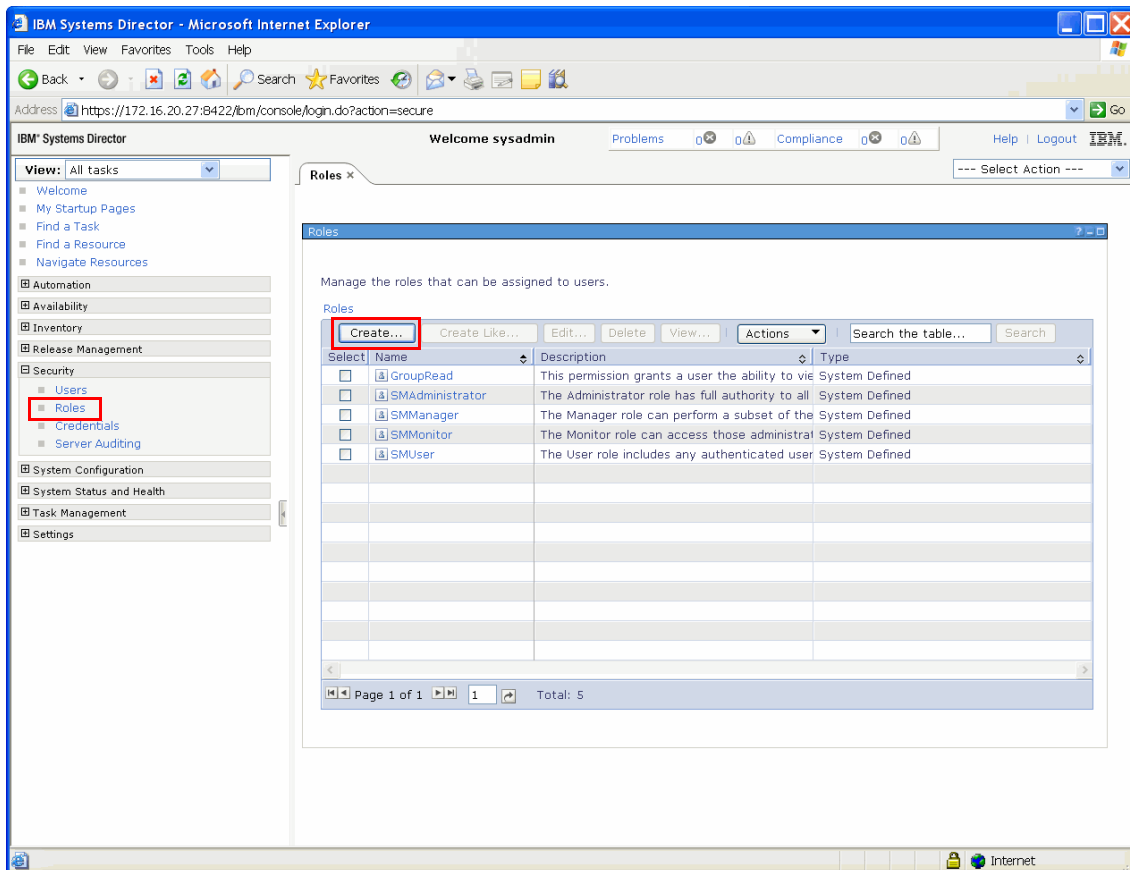 IBM Systems Director - Microsoft Internet Explorer
File Edit View Favorites Tools Help
Back Search Favorites
Address https://172.16.20.27:8422/ibm/console/login.do?action=secure Go
IBM® Systems Director Welcome sysadmin Problems 0 0 Compliance 0 0 Help | Logout IBM.
View: All tasks
Welcome
My Startup Pages
Find a Task
Find a Resource
Navigate Resources
Automation
Availability
Inventory
Release Management
Security
Users
Roles
Credentials
Server Auditing
System Configuration
System Status and Health
Task Management
Settings
Roles × --- Select Action ---
Roles ?
Manage the roles that can be assigned to users.
Roles
Create... Create Like... Edit... Delete View... Actions Search the table... Search
Select Name Description Type
GroupRead This permission grants a user the ability to vie System Defined
SMAdministrator The Administrator role has full authority to all System Defined
SMManager The Manager role can perform a subset of the System Defined
SMMonitor The Monitor role can access those administrat System Defined
SMUser The User role includes any authenticated user System Defined
Page 1 of 1 1 Total: 5
Internet